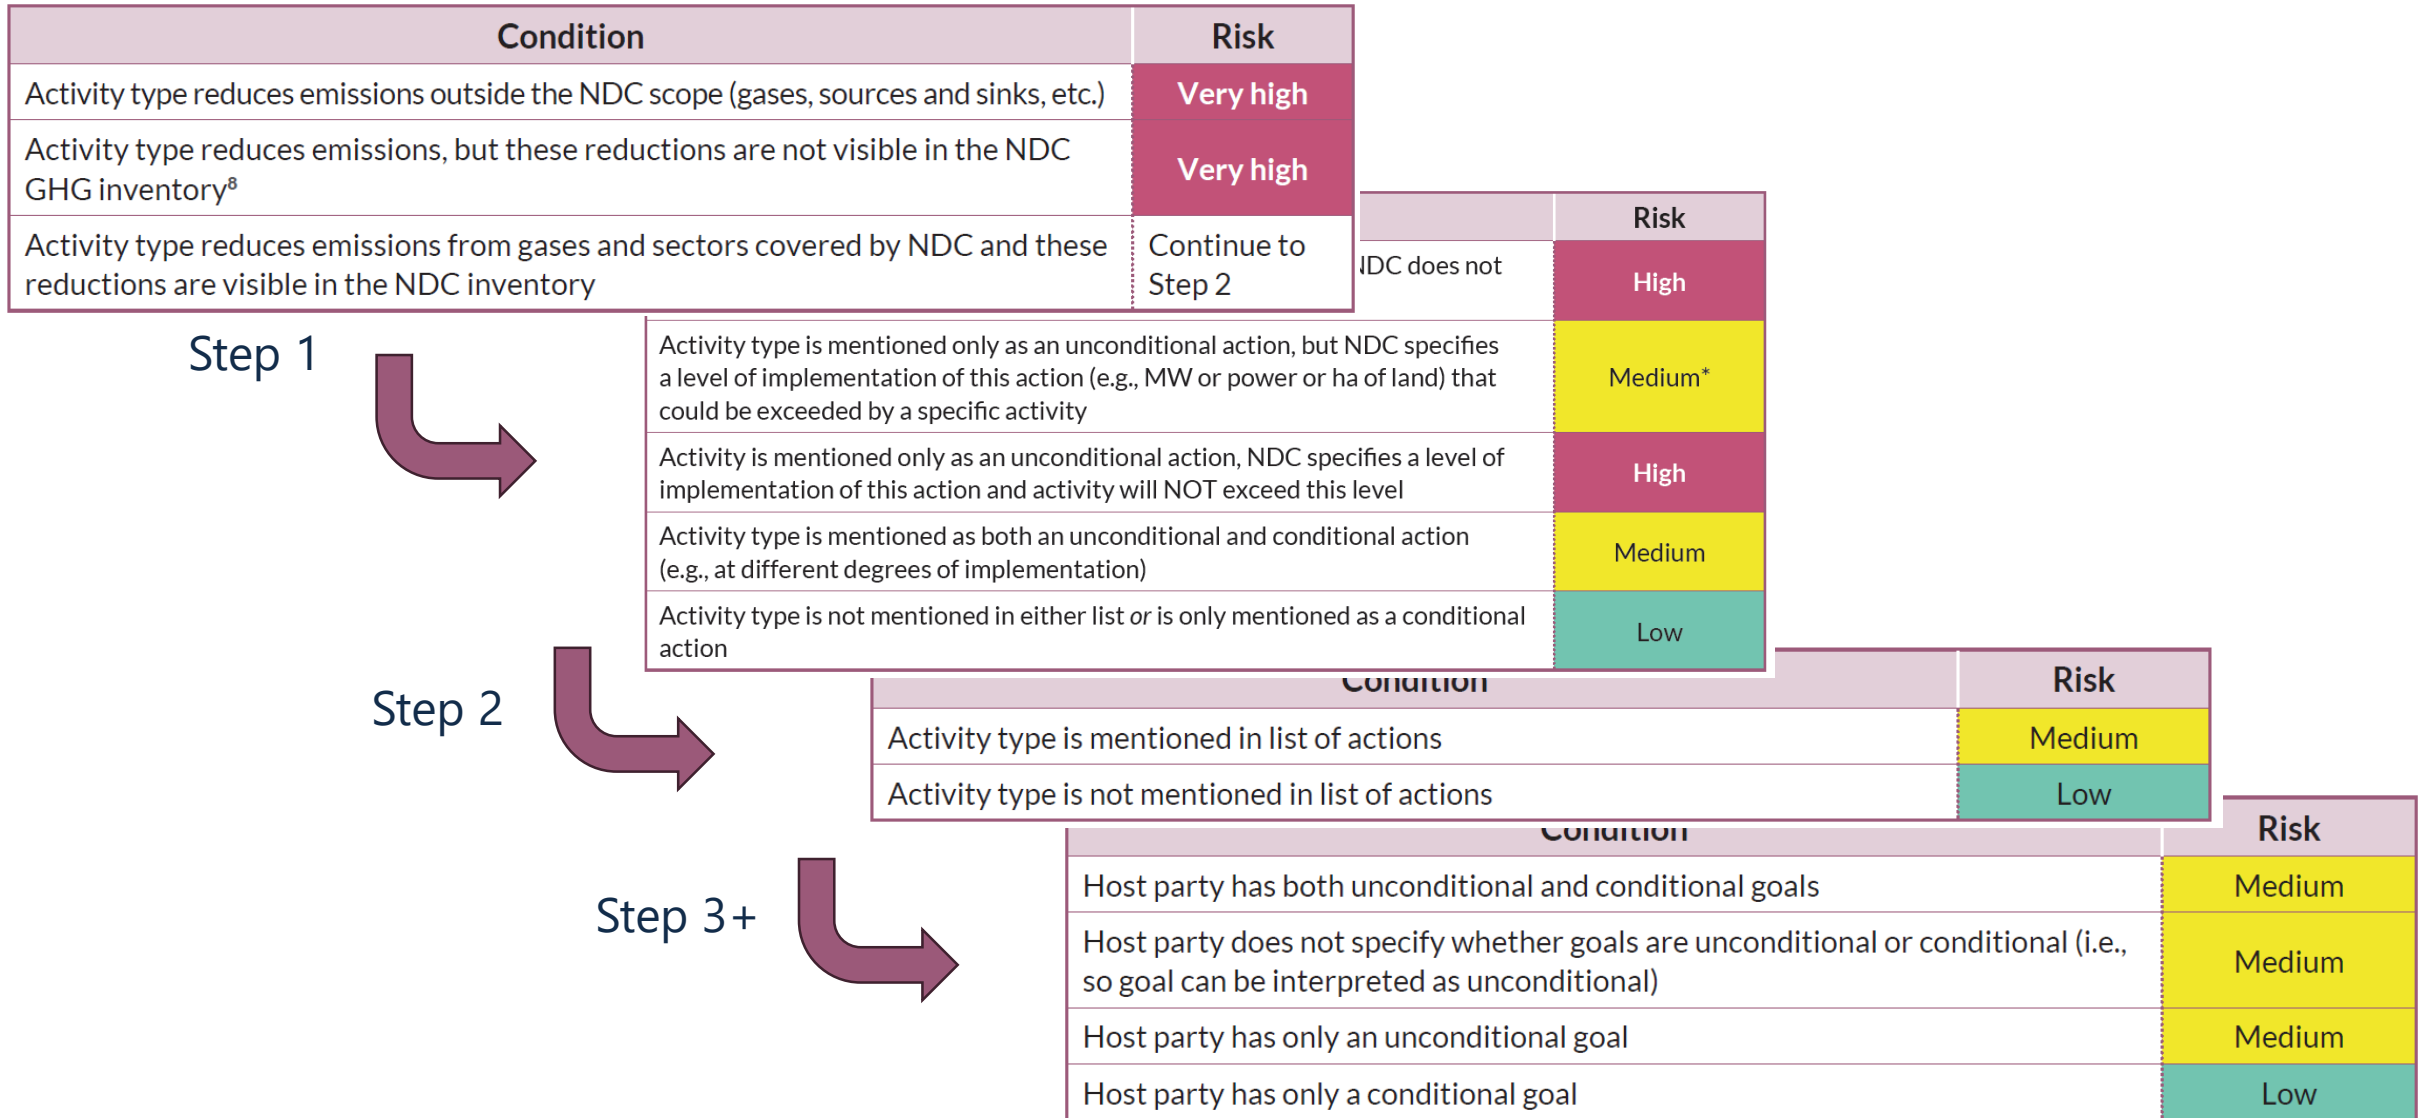 Condition Risk
Activity type reduces emissions outside the NDC scope (gases, sources and sinks, etc.) Very high
Activity type reduces emissions, but these reductions are not visible in the NDC
GHG inventory⁸ Very high
Activity type reduces emissions from gases and sectors covered by NDC and these
reductions are visible in the NDC inventory
Continue to
Step 2
Step 1
Risk
NDC does not
High
Activity type is mentioned only as an unconditional action, but NDC specifies
a level of implementation of this action (e.g., MW or power or ha of land) that
could be exceeded by a specific activity
Medium*
Activity is mentioned only as an unconditional action, NDC specifies a level of
implementation of this action and activity will NOT exceed this level
High
Activity type is mentioned as both an unconditional and conditional action
(e.g., at different degrees of implementation)
Medium
Activity type is not mentioned in either list or is only mentioned as a conditional
action
Low
Step 2
Condition Risk
Activity type is mentioned in list of actions Medium
Activity type is not mentioned in list of actions Low
Step 3+
Condition Risk
Host party has both unconditional and conditional goals Medium
Host party does not specify whether goals are unconditional or conditional (i.e.,
so goal can be interpreted as unconditional)
Medium
Host party has only an unconditional goal Medium
Host party has only a conditional goal Low